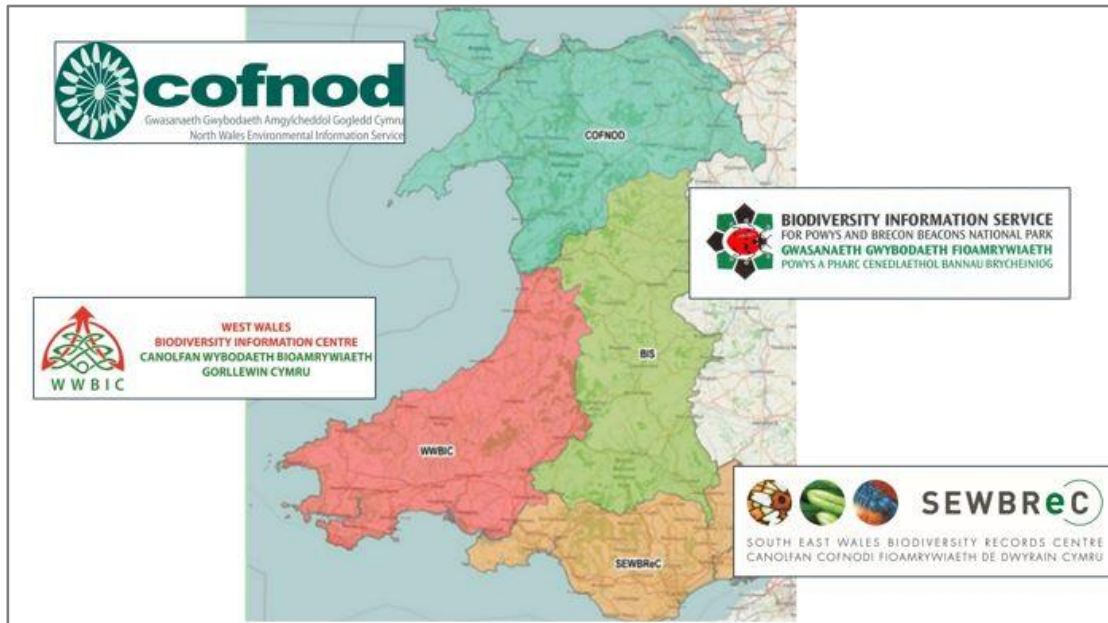 cofnod
Gwasanaeth Gwybodaeth Amgylcheddol Gogledd Cymru
North Wales Environmental Information Service
COFNOD
BIODIVERSITY INFORMATION SERVICE
FOR POWYS AND BRECON BEACONS NATIONAL PARK
GWASANAETH GWYBODAETH FIOAMRYWIAETH
POWYS A PHARC CENEDLAETHOL BANNAU BRYCHEINIOG
WEST WALES
BIODIVERSITY INFORMATION CENTRE
CANOLFAN WYBODAETH BIOAMRYWIAETH
GORLLEWIN CYMRU
WWBIC
BIS
WWBIC
SEWBReC
SOUTH EAST WALES BIODIVERSITY RECORDS CENTRE
CANOLFAN COFNODI FIOAMRYWIAETH DE DWYRAIN CYMRU
SEWBReC